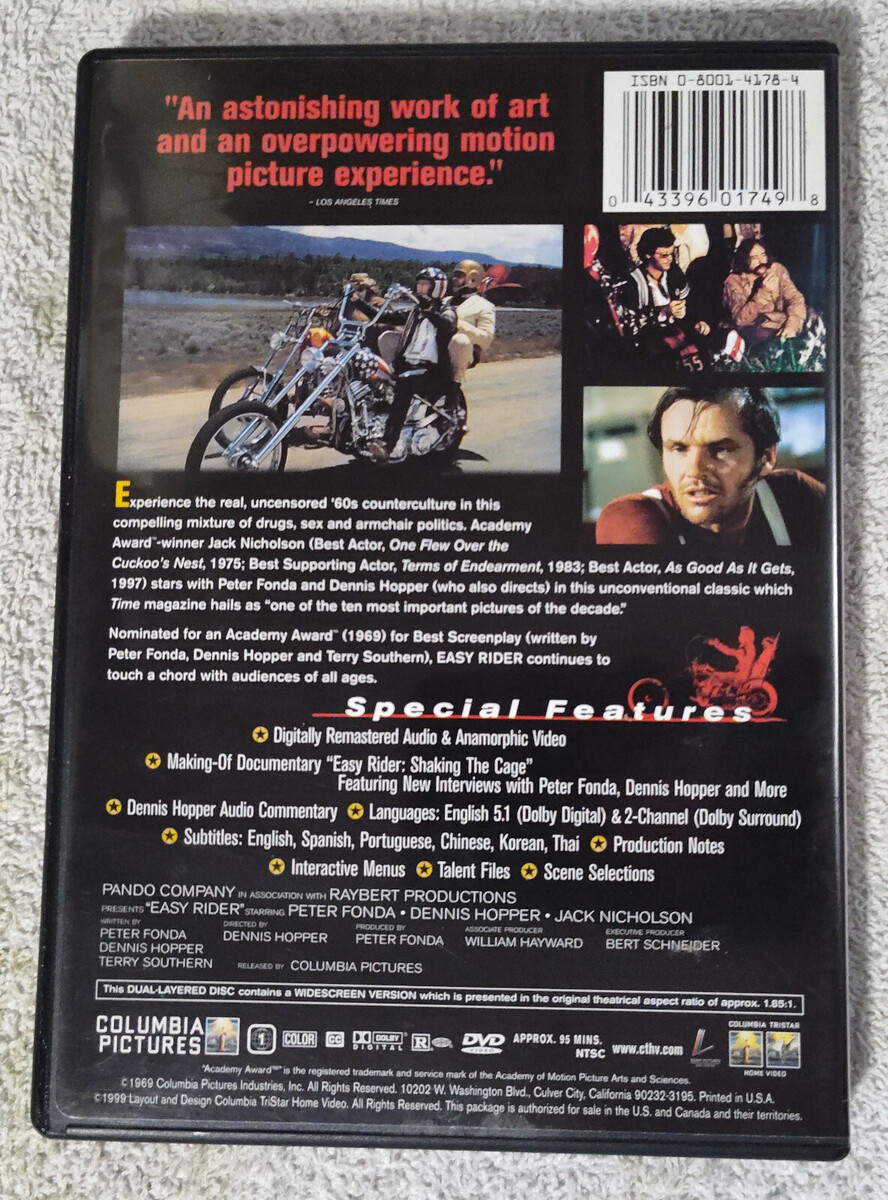 "An astonishing work of art
and an overpowering motion
picture experience."
– LOS ANGELES TIMES
ISBN 0-8001-4178-4
0 43396 01749 8
Experience the real, uncensored '60s counterculture in this
compelling mixture of drugs, sex and armchair politics. Academy
Award™-winner Jack Nicholson (Best Actor, One Flew Over the
Cuckoo's Nest, 1975; Best Supporting Actor, Terms of Endearment, 1983; Best Actor, As Good As It Gets,
1997) stars with Peter Fonda and Dennis Hopper (who also directs) in this unconventional classic which
Time magazine hails as "one of the ten most important pictures of the decade."
Nominated for an Academy Award™ (1969) for Best Screenplay (written by
Peter Fonda, Dennis Hopper and Terry Southern), EASY RIDER continues to
touch a chord with audiences of all ages.
Special Features
Digitally Remastered Audio & Anamorphic Video
Making-Of Documentary "Easy Rider: Shaking The Cage"
Featuring New Interviews with Peter Fonda, Dennis Hopper and More
Dennis Hopper Audio Commentary Languages: English 5.1 (Dolby Digital) & 2-Channel (Dolby Surround)
Subtitles: English, Spanish, Portuguese, Chinese, Korean, Thai Production Notes
Interactive Menus Talent Files Scene Selections
PANDO COMPANY IN ASSOCIATION WITH RAYBERT PRODUCTIONS
PRESENTS "EASY RIDER" STARRING PETER FONDA • DENNIS HOPPER • JACK NICHOLSON
WRITTEN BY
PETER FONDA
DENNIS HOPPER
TERRY SOUTHERN
DIRECTED BY
DENNIS HOPPER
PRODUCED BY
PETER FONDA
ASSOCIATE PRODUCER
WILLIAM HAYWARD
EXECUTIVE PRODUCER
BERT SCHNEIDER
RELEASED BY COLUMBIA PICTURES
This DUAL-LAYERED DISC contains a WIDESCREEN VERSION which is presented in the original theatrical aspect ratio of approx. 1.85:1.
COLUMBIA
PICTURES
1
COLOR
CC
DOLBY
DIGITAL
R
DVD
VIDEO
APPROX. 95 MINS.
NTSC
www.cthv.com
SONY PICTURES
COLUMBIA TRISTAR
HOME VIDEO
"Academy Award™" is the registered trademark and service mark of the Academy of Motion Picture Arts and Sciences.
©1969 Columbia Pictures Industries, Inc. All Rights Reserved. 10202 W. Washington Blvd., Culver City, California 90232-3195. Printed in U.S.A.
©1999 Layout and Design Columbia TriStar Home Video. All Rights Reserved. This package is authorized for sale in the U.S. and Canada and their territories.